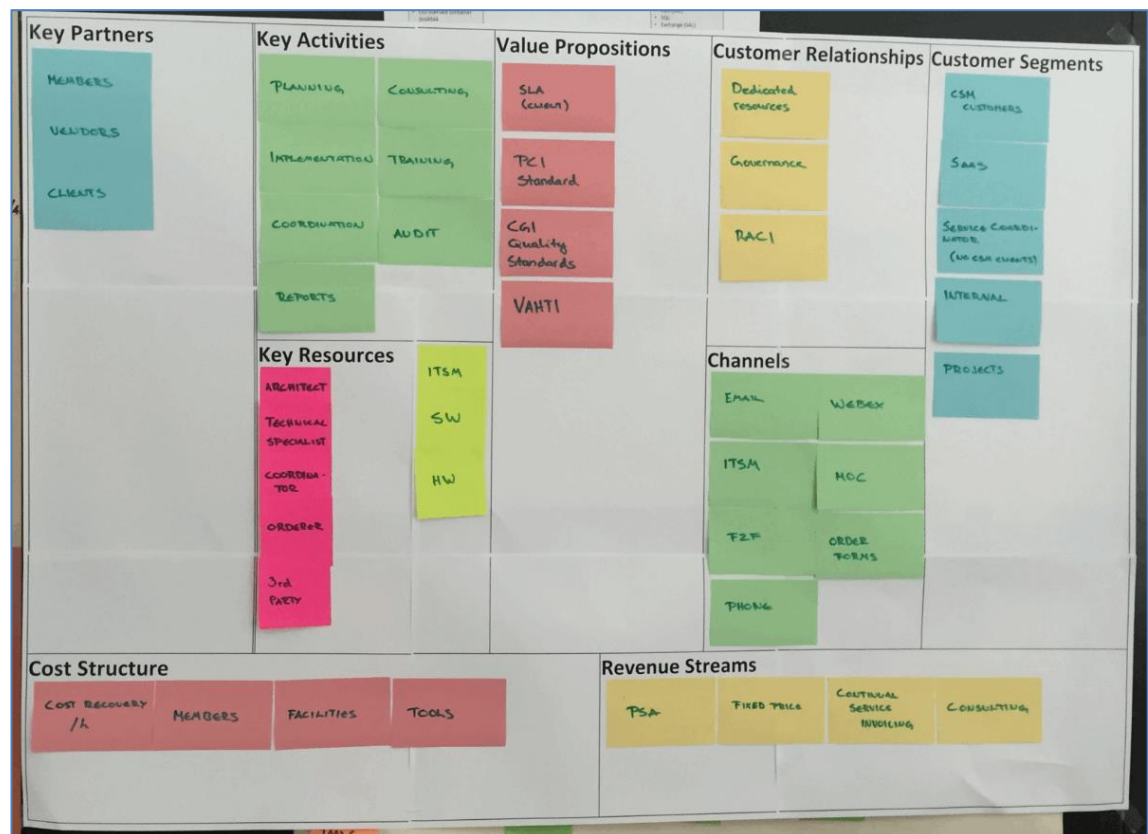 SQL
Exchange (DAG)
Key Partners
MEMBERS
VENDORS
CLIENTS
Key Activities
PLANNING
CONSULTING
IMPLEMENTATION
TRAINING
COORDINATION
AUDIT
REPORTS
Value Propositions
SLA
(CLIENT)
PCI
Standard
CGI
Quality
Standards
VAHTI
Customer Relationships
Dedicated
resources
Governance
RACI
Customer Segments
CSM
CUSTOMERS
SAAS
SERVICE COORDI-
NATOR
(NO CSM CLIENTS)
INTERNAL
PROJECTS
Key Resources
ARCHITECT
TECHNICAL
SPECIALIST
COORDINA-
TOR
ORDERER
3rd
PARTY
ITSM
SW
HW
Channels
EMAIL
WEBEX
ITSM
MOC
F2F
ORDER
FORMS
PHONE
Cost Structure
COST RECOVERY
/h
MEMBERS
FACILITIES
TOOLS
Revenue Streams
PSA
FIXED PRICE
CONTINUAL
SERVICE
INVOICING
CONSULTING